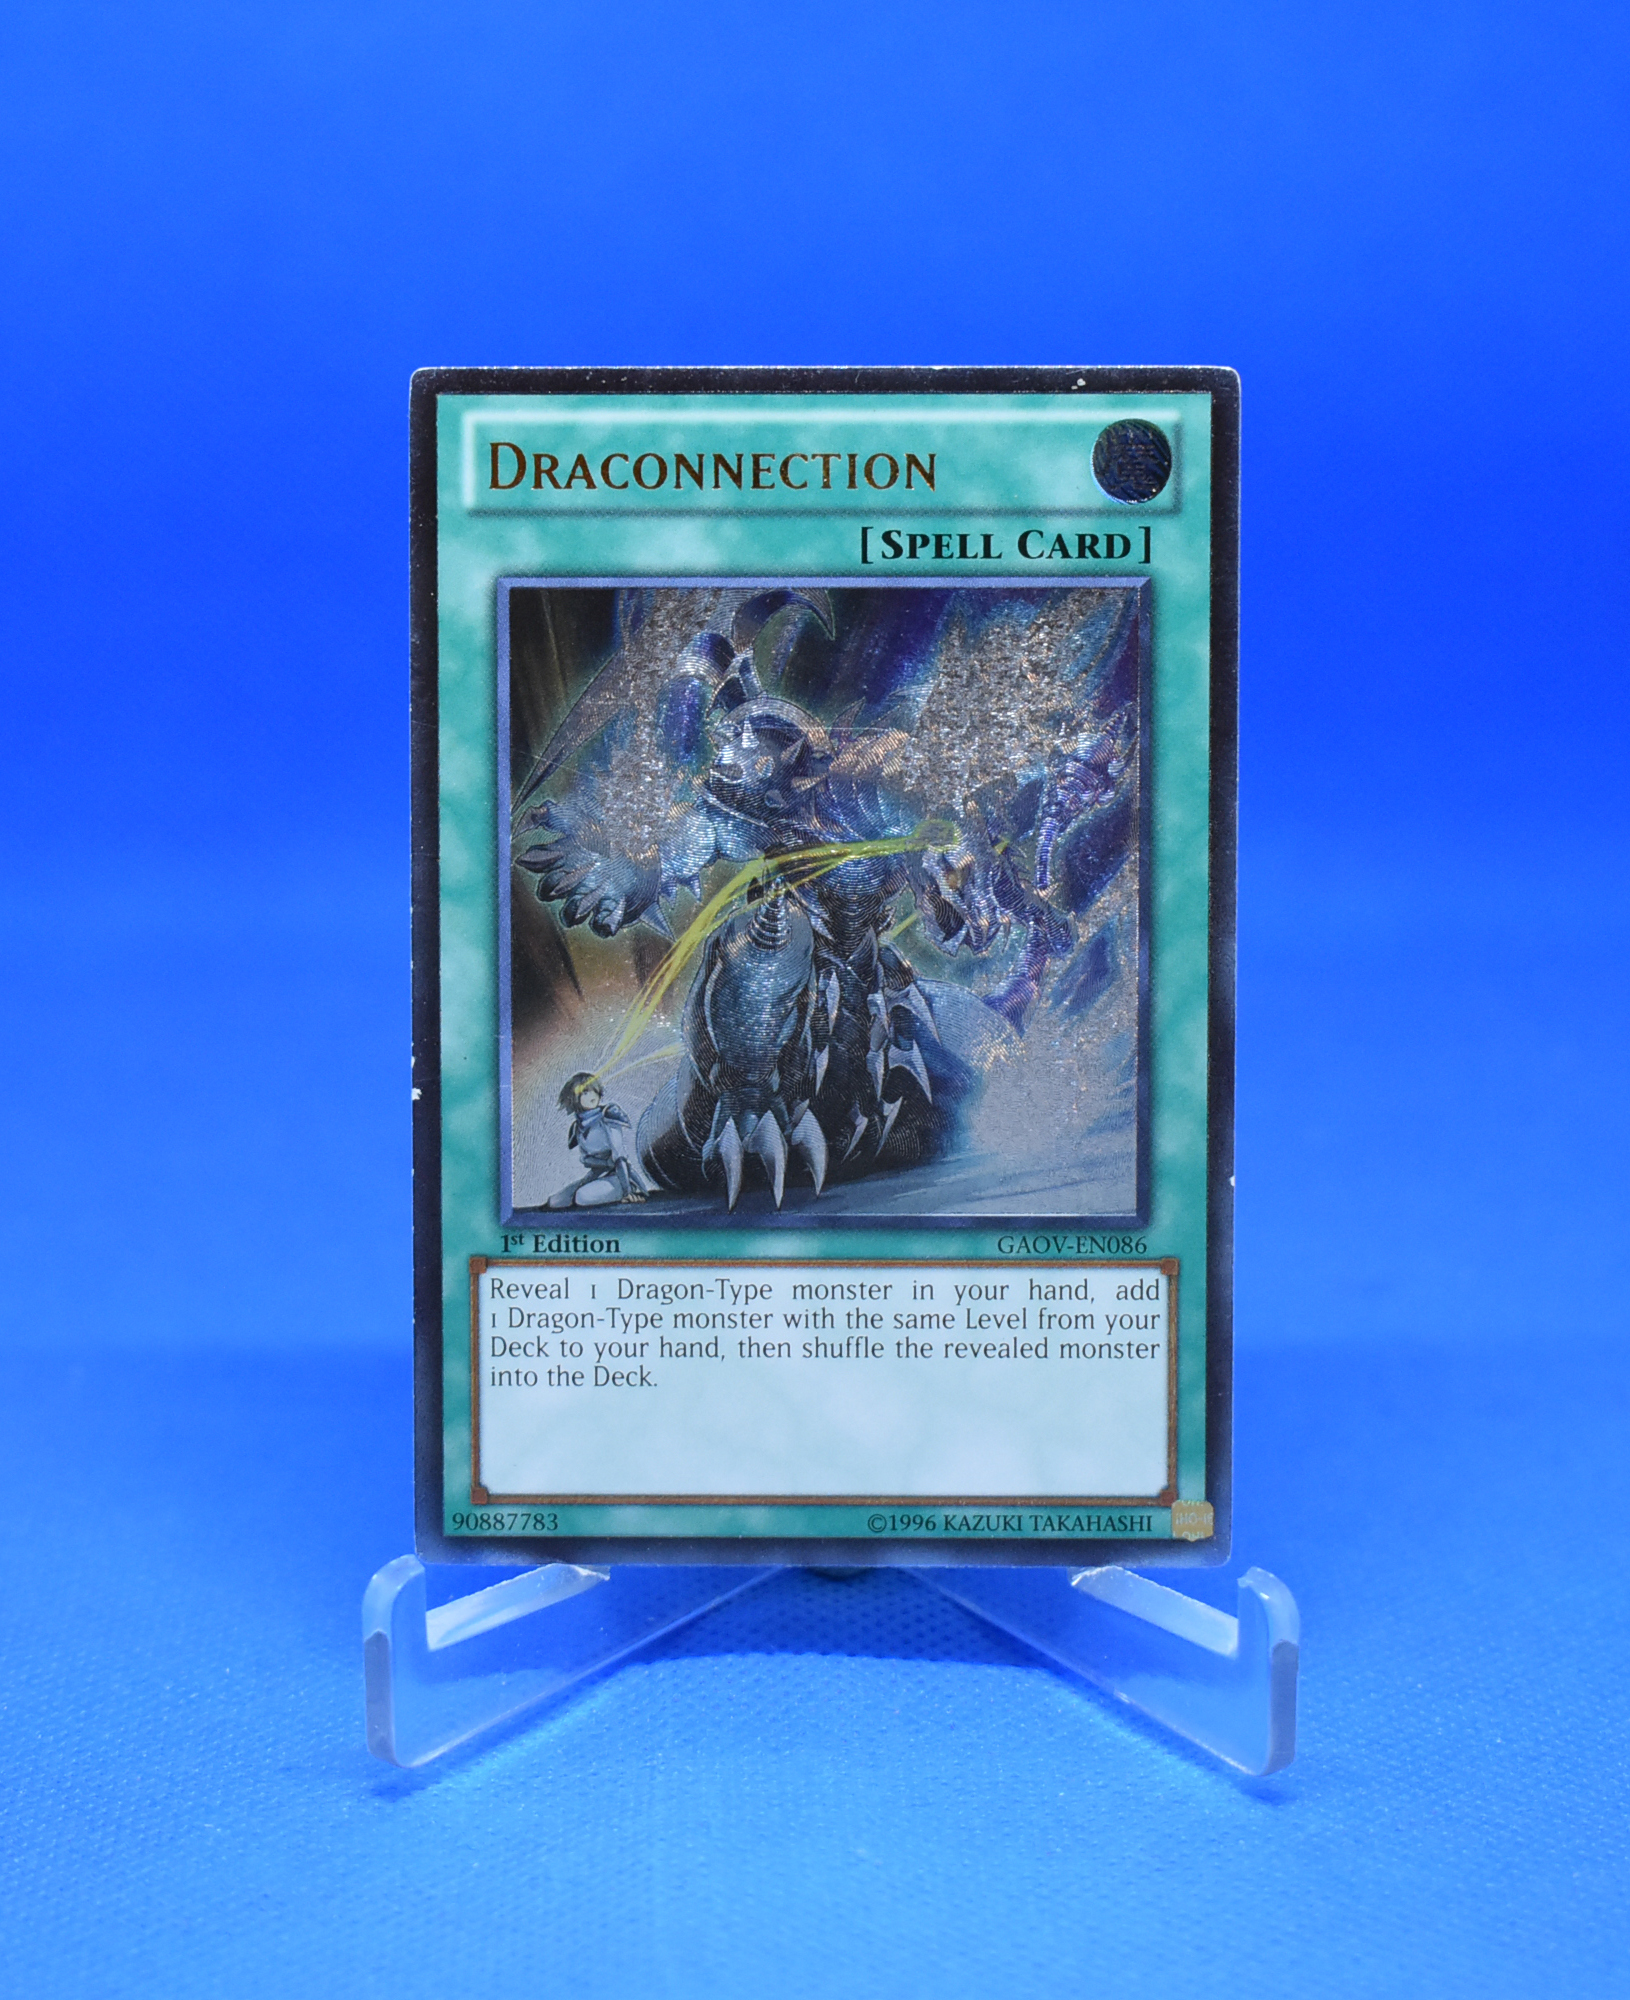 DRACONNECTION
[SPELL CARD]
1st Edition
GAOV-EN086
Reveal 1 Dragon-Type monster in your hand, add
1 Dragon-Type monster with the same Level from your
Deck to your hand, then shuffle the revealed monster
into the Deck.
90887783
©1996 KAZUKI TAKAHASHI